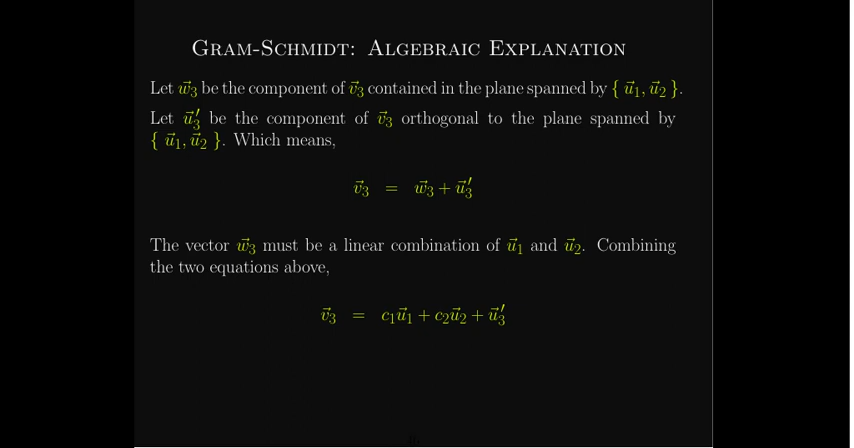 Gram-Schmidt: Algebraic Explanation
Let w⃗₃ be the component of v⃗₃ contained in the plane spanned by { u⃗₁, u⃗₂ }.
Let u⃗₃′ be the component of v⃗₃ orthogonal to the plane spanned by
{ u⃗₁, u⃗₂ }. Which means,
v⃗₃ = w⃗₃ + u⃗₃′
The vector w⃗₃ must be a linear combination of u⃗₁ and u⃗₂. Combining
the two equations above,
v⃗₃ = c₁u⃗₁ + c₂u⃗₂ + u⃗₃′